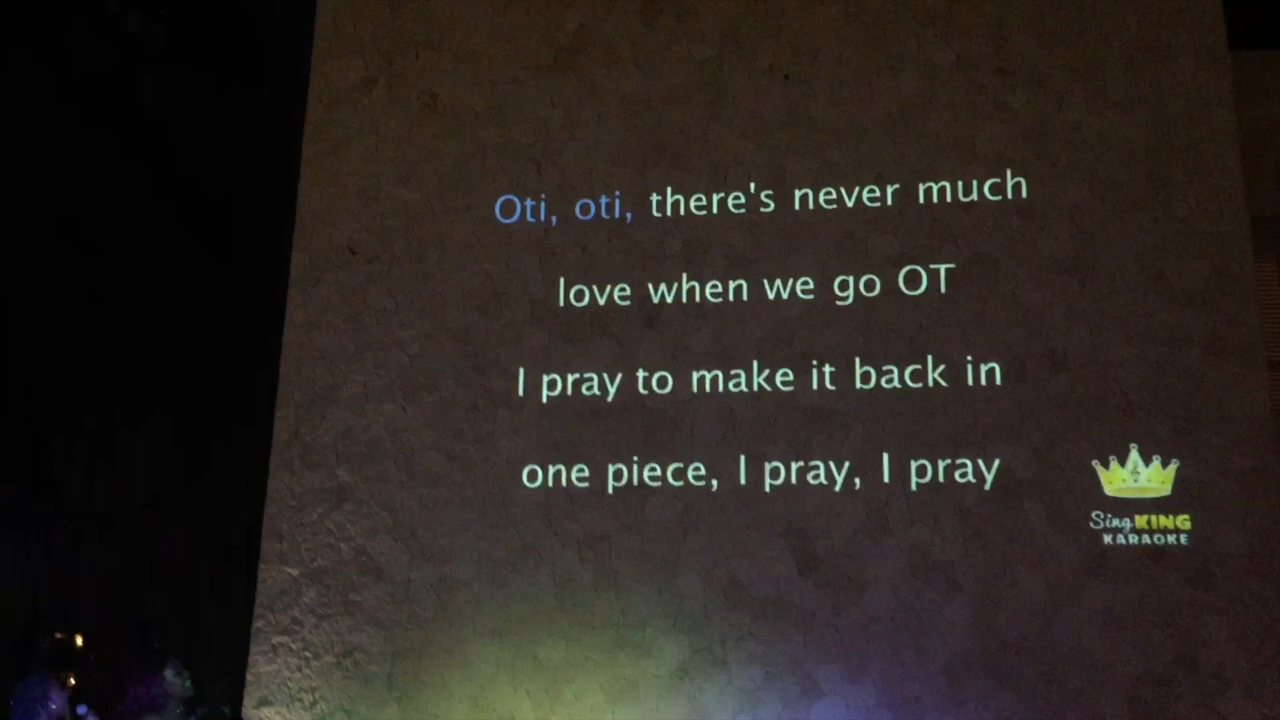 Oti, oti, there's never much
love when we go OT
I pray to make it back in
one piece, I pray, I pray
Sing KING
KARAOKE